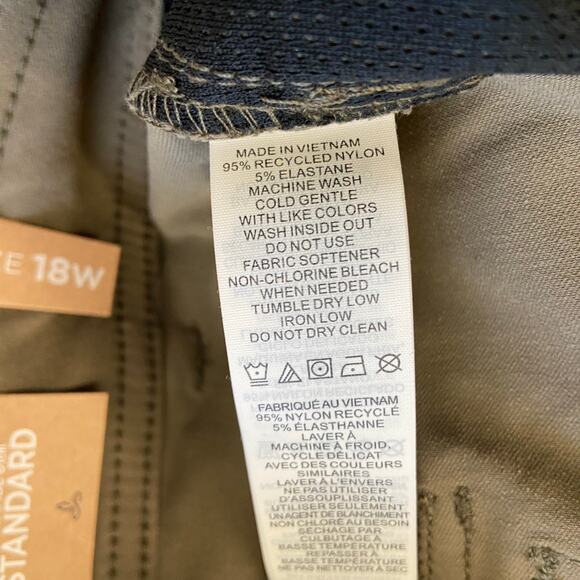 MADE IN VIETNAM
95% RECYCLED NYLON
5% ELASTANE
MACHINE WASH
COLD GENTLE
WITH LIKE COLORS
WASH INSIDE OUT
DO NOT USE
FABRIC SOFTENER
NON-CHLORINE BLEACH
WHEN NEEDED
TUMBLE DRY LOW
IRON LOW
DO NOT DRY CLEAN
FABRIQUÉ AU VIETNAM
95% NYLON RECYCLÉ
5% ÉLASTHANNE
LAVER À
MACHINE À FROID,
CYCLE DÉLICAT
AVEC DES COULEURS
SIMILAIRES
LAVER À L'ENVERS
NE PAS UTILISER
D'ASSOUPLISSANT
UTILISER SEULEMENT
UN AGENT DE BLANCHIMENT
NON CHLORÉ AU BESOIN
SÉCHAGE PAR
CULBUTAGE À
BASSE TEMPÉRATURE
REPASSER À
BASSE TEMPÉRATURE
NE PAS NETTOYER À SEC
18W
STANDARD